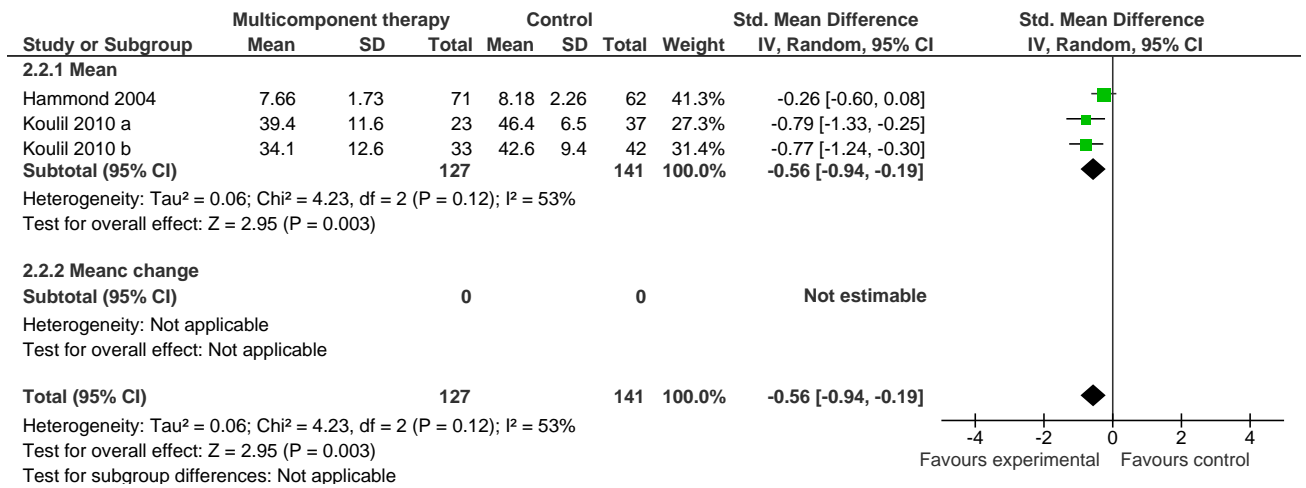 Multicomponent therapy Control Std. Mean Difference Std. Mean Difference
Study or Subgroup Mean SD Total Mean SD Total Weight IV, Random, 95% CI IV, Random, 95% CI
2.2.1 Mean
Hammond 2004 7.66 1.73 71 8.18 2.26 62 41.3% -0.26 [-0.60, 0.08]
Koulil 2010 a 39.4 11.6 23 46.4 6.5 37 27.3% -0.79 [-1.33, -0.25]
Koulil 2010 b 34.1 12.6 33 42.6 9.4 42 31.4% -0.77 [-1.24, -0.30]
Subtotal (95% CI) 127 141 100.0% -0.56 [-0.94, -0.19]
Heterogeneity: Tau² = 0.06; Chi² = 4.23, df = 2 (P = 0.12); I² = 53%
Test for overall effect: Z = 2.95 (P = 0.003)
2.2.2 Meanc change
Subtotal (95% CI) 0 0 Not estimable
Heterogeneity: Not applicable
Test for overall effect: Not applicable
Total (95% CI) 127 141 100.0% -0.56 [-0.94, -0.19]
Heterogeneity: Tau² = 0.06; Chi² = 4.23, df = 2 (P = 0.12); I² = 53%
Test for overall effect: Z = 2.95 (P = 0.003)
Test for subgroup differences: Not applicable
-4 -2 0 2 4
Favours experimental Favours control